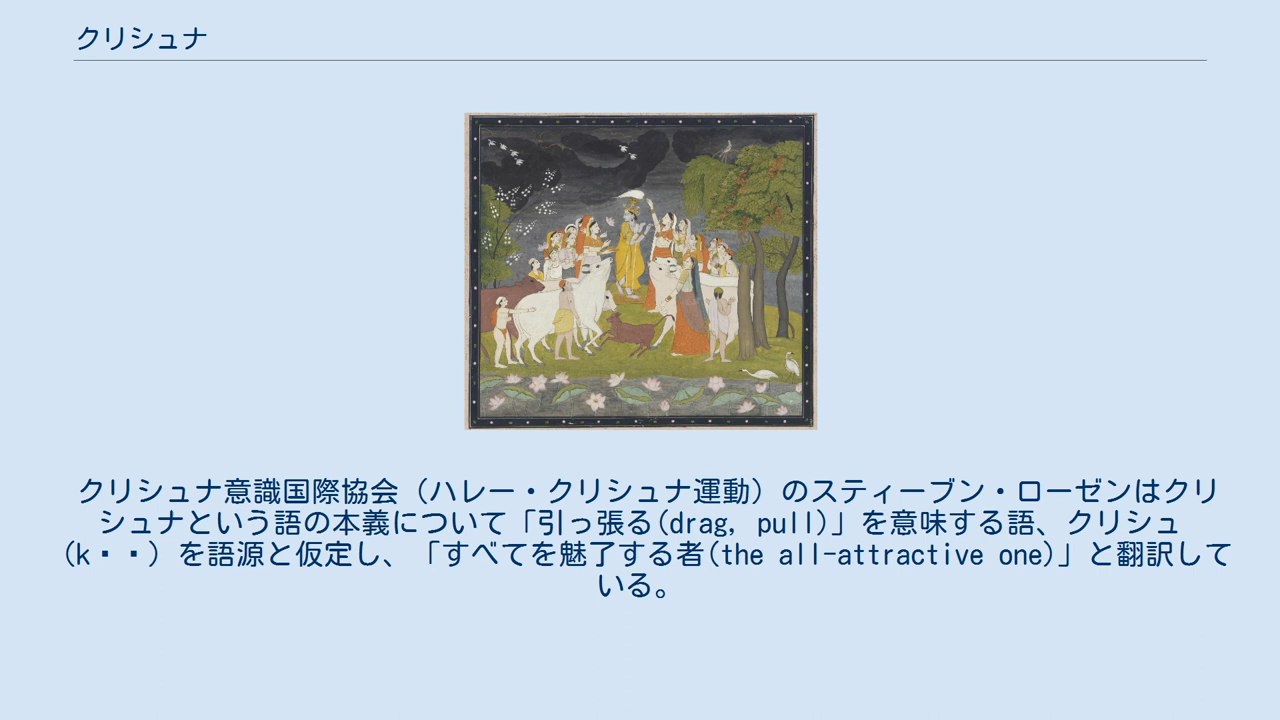 クリシュナ
クリシュナ意識国際協会（ハレー・クリシュナ運動）のスティーブン・ローゼンはクリ
シュナという語の本義について「引っ張る(drag, pull)」を意味する語、クリシュ
(k▪▪) を語源と仮定し、「すべてを魅了する者(the all-attractive one)」と翻訳して
いる。